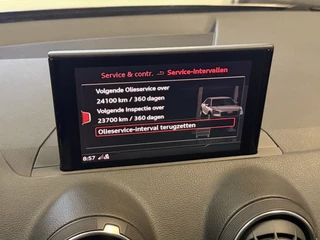 Service & contr. Service-intervallen
Volgende Olieservice over
24100 km / 360 dagen
Volgende Inspectie over
23700 km / 360 dagen
Olieservice-interval terugzetten
8:57